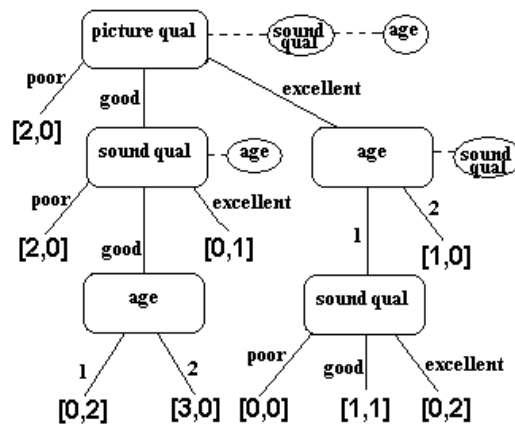 picture qual
sound
qual
age
poor
good
excellent
[2,0]
sound qual
age
age
sound
qual
poor
good
excellent
1
2
[2,0]
[0,1]
[1,0]
age
sound qual
1
2
poor
good
excellent
[0,2]
[3,0]
[0,0]
[1,1]
[0,2]